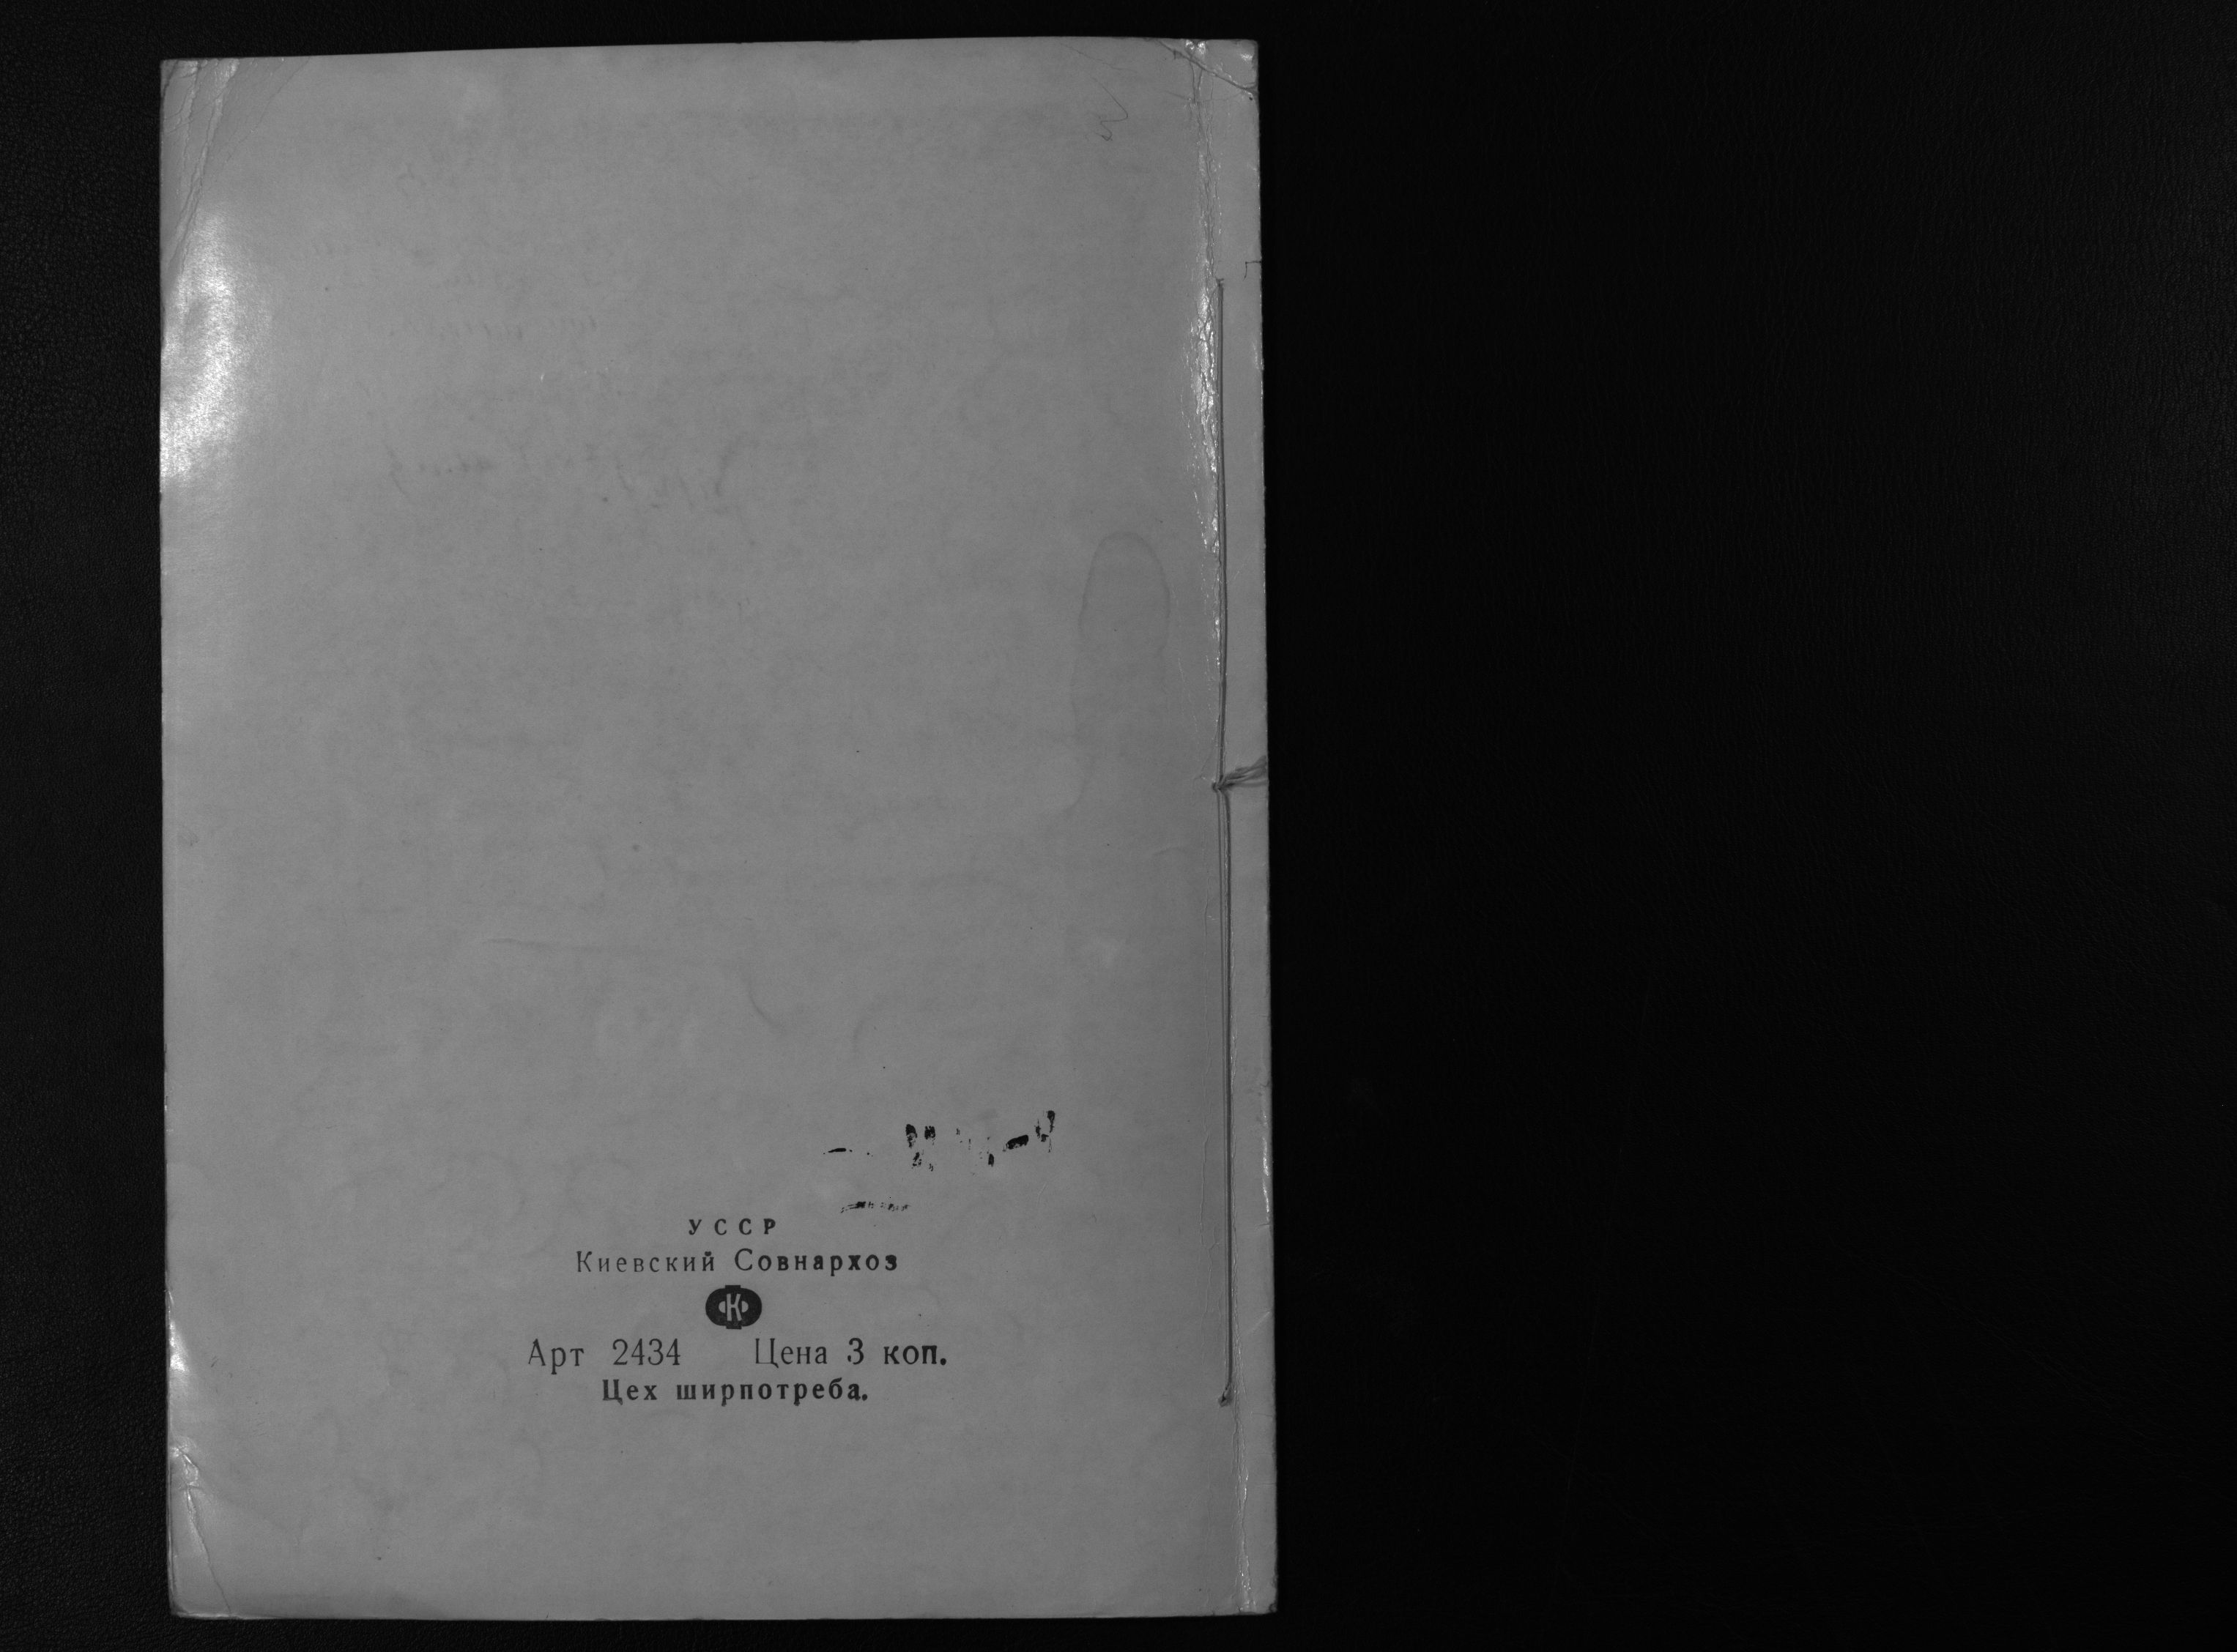 УССР
Киевский Совнархоз
К
Арт 2434 Цена 3 коп.
Цех ширпотреба.